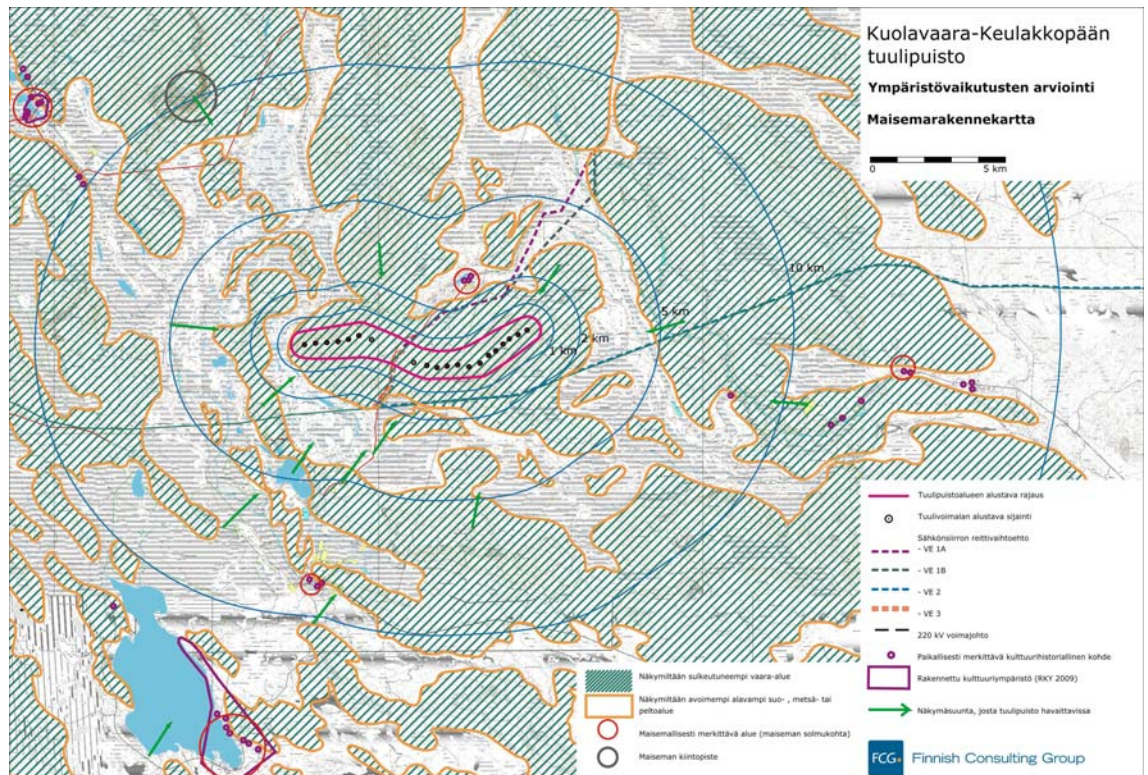 Kuolavaara-Keulakkopään
tuulipuisto
Ympäristövaikutusten arviointi
Maisemarakennekartta
0
5 km
10 km
5 km
2 km
1 km
Tuulipuistoalueen alustava rajaus
Tuulivoimalan alustava sijainti
Sähkönsiirron reittivaihtoehto
- VE 1A
- VE 1B
- VE 2
- VE 3
220 kV voimajohto
Paikallisesti merkittävä kulttuurihistoriallinen kohde
Rakennettu kulttuuriympäristö (RKY 2009)
Näkymäsuunta, josta tuulipuisto havaittavissa
Näkymiltään sulkeutuneempi vaara-alue
Näkymiltään avoimempi alavampi suo- , metsä- tai
peltoalue
Maisemallisesti merkittävä alue (maiseman solmukohta)
Maiseman kiintopiste
FCG
Finnish Consulting Group